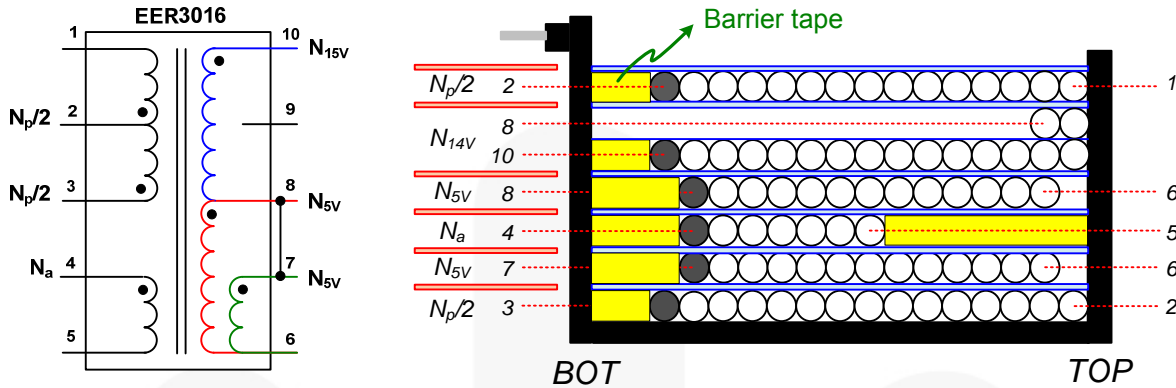 EER3016
1
10
N15V
2
Np/2
9
Np/2
3
8
N5V
Na
4
7
N5V
5
6
Barrier tape
Np/2 2 1
N14V 8
10
N5V 8 6
Na 4 5
N5V 7 6
Np/2 3 2
BOT
TOP